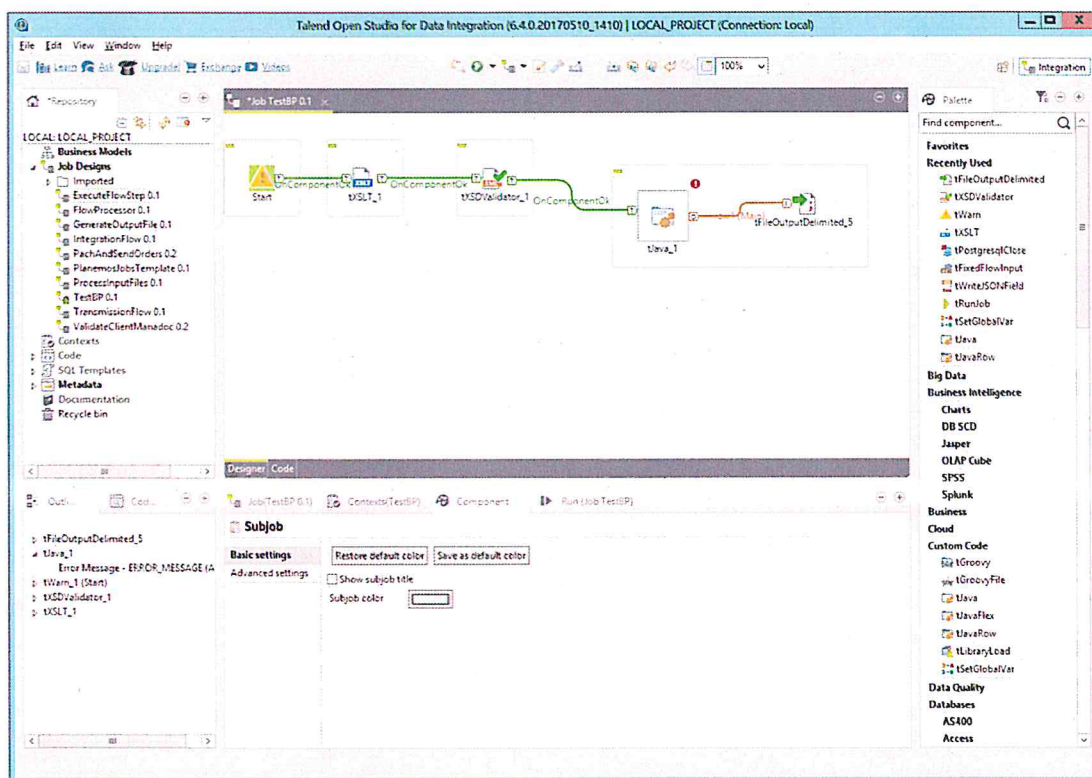 Talend Open Studio for Data Integration (6.4.0.20170510_1410) | LOCAL_PROJECT (Connection: Local)
File Edit View Window Help
Learn Ask Upgrade! Exchange Videos
100%
Integration
*Repository
LOCAL: LOCAL_PROJECT
Business Models
Job Designs
Imported
ExecuteFlowStep 0.1
FlowProcessor 0.1
GenerateOutputFile 0.1
IntegrationFlow 0.1
PachAndSendOrders 0.2
PlanemosJobsTemplate 0.1
ProcessInputFiles 0.1
TestBP 0.1
TransmissionFlow 0.1
ValidateClientManadoc 0.2
Contexts
Code
SQL Templates
Metadata
Documentation
Recycle bin
*Job TestBP 0.1
OnComponentOk
OnComponentOk
OnComponentOk
(Main)
Start
tXSLT_1
tXSDValidator_1
tJava_1
tFileOutputDelimited_5
Designer Code
Palette
Find component...
Favorites
Recently Used
tFileOutputDelimited
tXSDValidator
tWarn
tXSLT
tPostgresqlClose
tFixedFlowInput
tWriteJSONField
tRunJob
tSetGlobalVar
tJava
tJavaRow
Big Data
Business Intelligence
Charts
DB SCD
Jasper
OLAP Cube
SPSS
Splunk
Business
Cloud
Custom Code
tGroovy
tGroovyFile
tJava
tJavaFlex
tJavaRow
tLibraryLoad
tSetGlobalVar
Data Quality
Databases
AS400
Access
Outli...
Cod...
tFileOutputDelimited_5
tJava_1
Error Message - ERROR_MESSAGE (A
tWarn_1 (Start)
tXSDValidator_1
tXSLT_1
Job(TestBP 0.1) Contexts(TestBP) Component Run (Job TestBP)
Subjob
Basic settings
Advanced settings
Restore default color Save as default color
Show subjob title
Subjob color